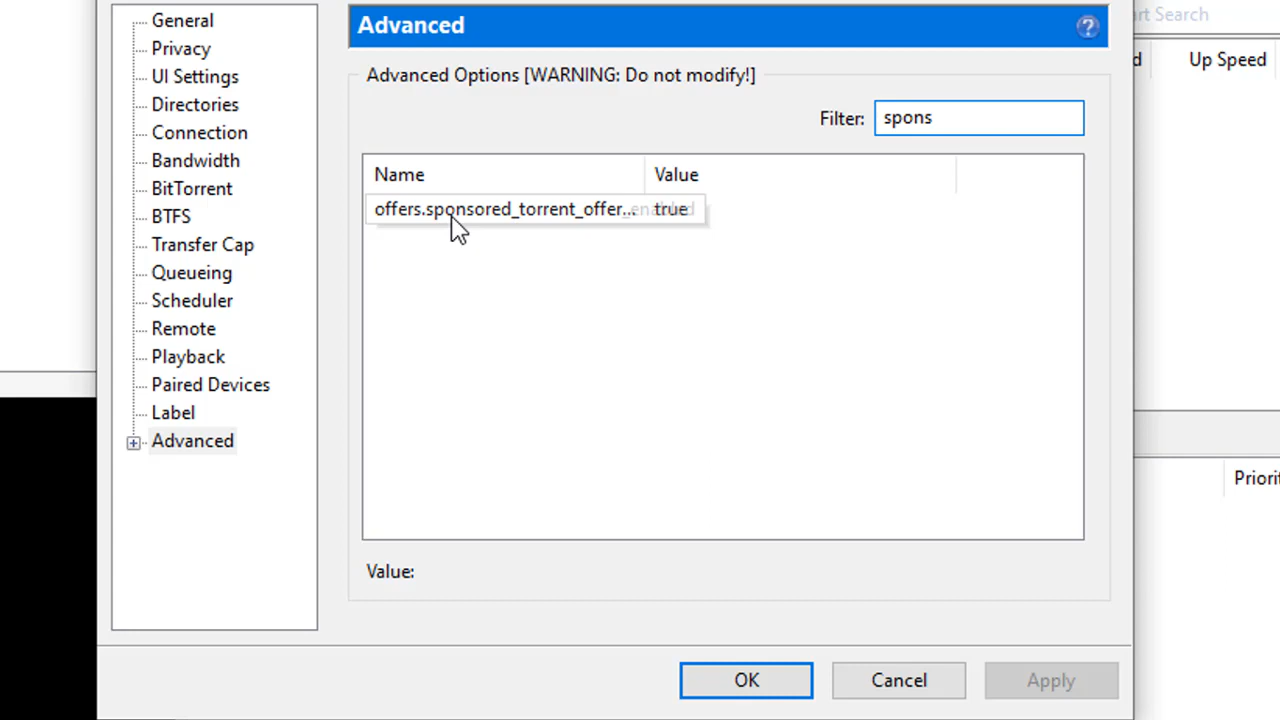 General
Privacy
UI Settings
Directories
Connection
Bandwidth
BitTorrent
BTFS
Transfer Cap
Queueing
Scheduler
Remote
Playback
Paired Devices
Label
Advanced
Advanced
Advanced Options [WARNING: Do not modify!]
Filter: spons
Name Value
offers.sponsored_torrent_offer... true
Value:
OK Cancel Apply
Search
Up Speed